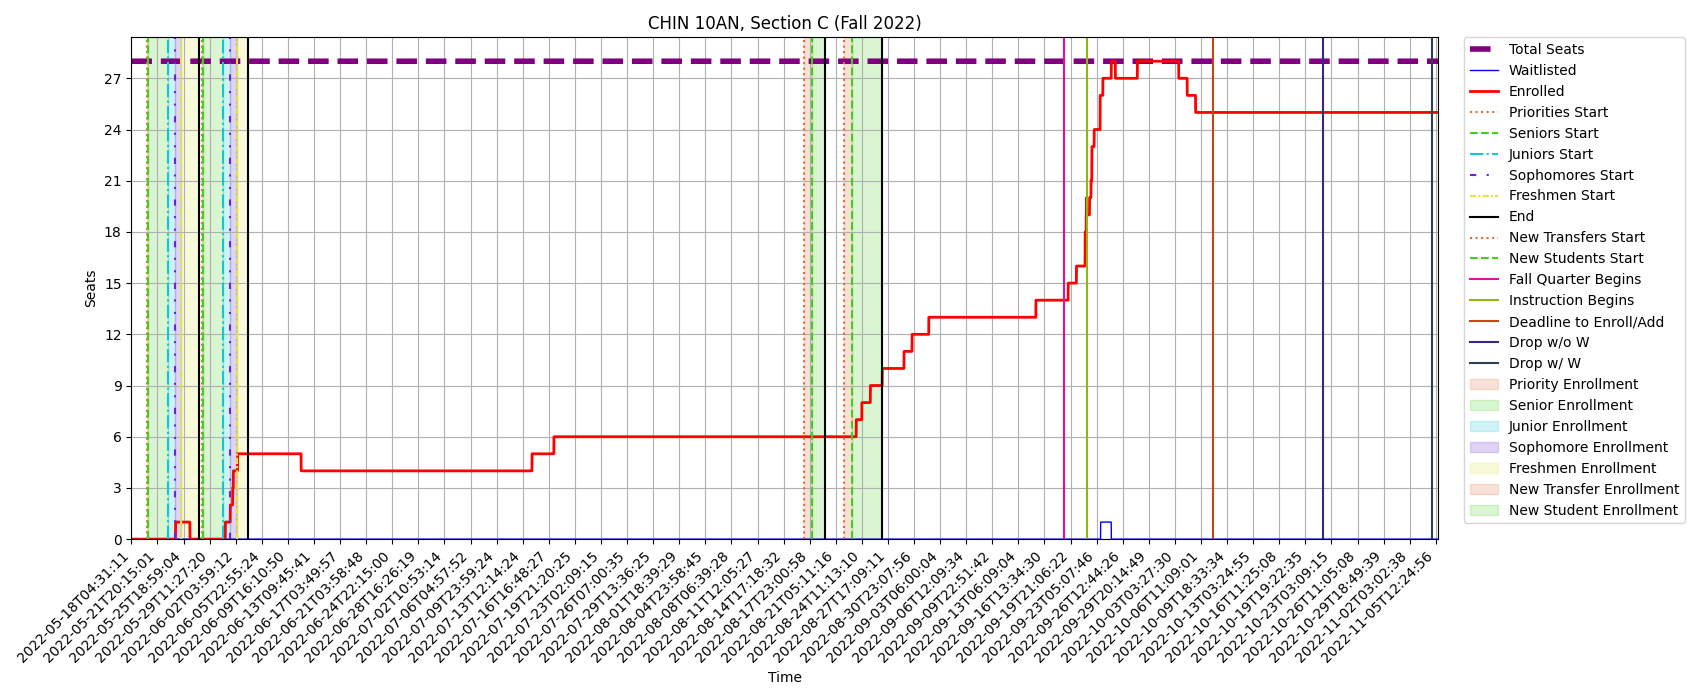 CHIN 10AN, Section C (Fall 2022)
Seats
27
24
21
18
15
12
9
6
3
0
2022-05-18T04:31:11
2022-05-21T20:15:01
2022-05-25T18:59:04
2022-05-29T11:27:20
2022-06-02T03:59:12
2022-06-05T22:55:24
2022-06-09T16:10:50
2022-06-13T09:45:41
2022-06-17T03:49:57
2022-06-21T03:58:48
2022-06-24T22:15:00
2022-06-28T16:26:19
2022-07-02T10:53:14
2022-07-06T04:57:52
2022-07-09T23:59:24
2022-07-13T12:14:24
2022-07-16T16:48:27
2022-07-19T21:20:25
2022-07-23T02:09:15
2022-07-26T07:00:35
2022-07-29T13:36:25
2022-08-01T18:39:29
2022-08-04T23:58:45
2022-08-08T06:39:28
2022-08-11T12:05:27
2022-08-14T17:18:32
2022-08-17T23:00:58
2022-08-21T05:11:16
2022-08-24T11:13:10
2022-08-27T17:09:11
2022-08-30T23:07:56
2022-09-03T06:00:04
2022-09-06T12:09:34
2022-09-09T22:51:42
2022-09-13T06:09:04
2022-09-16T13:34:30
2022-09-19T21:06:22
2022-09-23T05:07:46
2022-09-26T12:44:26
2022-09-29T20:14:49
2022-10-03T03:27:30
2022-10-06T11:09:01
2022-10-09T18:33:34
2022-10-13T03:24:55
2022-10-16T11:25:08
2022-10-19T19:22:35
2022-10-23T03:09:15
2022-10-26T11:05:08
2022-10-29T18:49:39
2022-11-02T03:02:38
2022-11-05T12:24:56
Time
Total Seats
Waitlisted
Enrolled
Priorities Start
Seniors Start
Juniors Start
Sophomores Start
Freshmen Start
End
New Transfers Start
New Students Start
Fall Quarter Begins
Instruction Begins
Deadline to Enroll/Add
Drop w/o W
Drop w/ W
Priority Enrollment
Senior Enrollment
Junior Enrollment
Sophomore Enrollment
Freshmen Enrollment
New Transfer Enrollment
New Student Enrollment